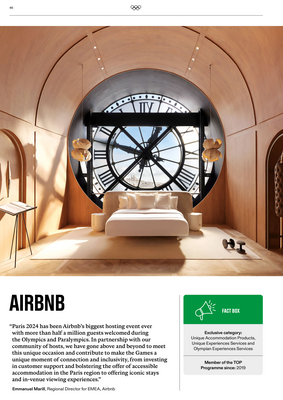 AIRBNB
“Paris 2024 has been Airbnb’s biggest hosting event ever
with more than half a million guests welcomed during
the Olympics and Paralympics. In partnership with our
community of hosts, we have gone above and beyond to meet
this unique occasion and contribute to make the Games a
unique moment of connection and inclusivity, from investing
in customer support and bolstering the offer of accessible
accommodation in the Paris region to offering iconic stays
and in-venue viewing experiences.”
Emmanuel Marill, Regional Director for EMEA, Airbnb
FACT BOX
Exclusive category:
Unique Accommodation Products,
Unique Experiences Services and
Olympian Experiences Services
Member of the TOP
Programme since: 2019